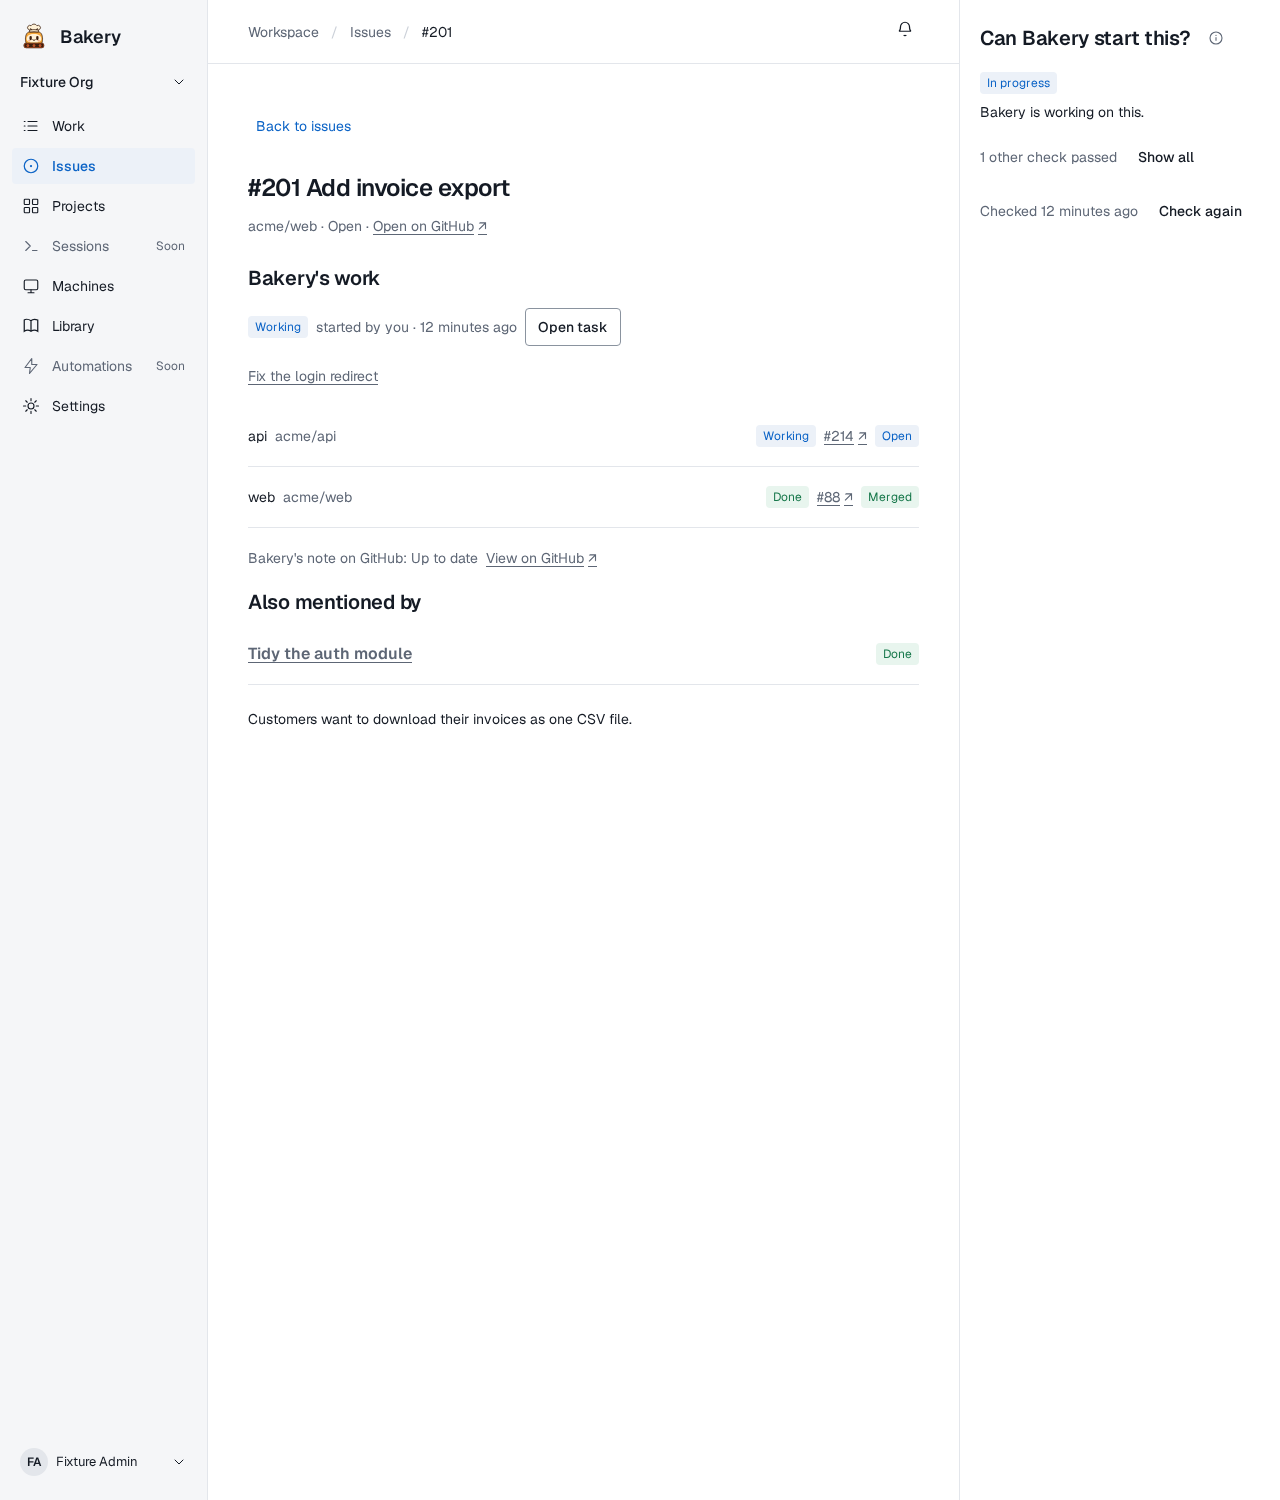 Bakery
Fixture Org
Work
Issues
Projects
Sessions Soon
Machines
Library
Automations Soon
Settings
FA Fixture Admin
Workspace / Issues / #201
Back to issues
#201 Add invoice export
acme/web · Open · Open on GitHub ↗
Bakery's work
Working started by you · 12 minutes ago Open task
Fix the login redirect
api acme/api Working #214 ↗ Open
web acme/web Done #88 ↗ Merged
Bakery's note on GitHub: Up to date View on GitHub ↗
Also mentioned by
Tidy the auth module Done
Customers want to download their invoices as one CSV file.
Can Bakery start this?
In progress
Bakery is working on this.
1 other check passed Show all
Checked 12 minutes ago Check again